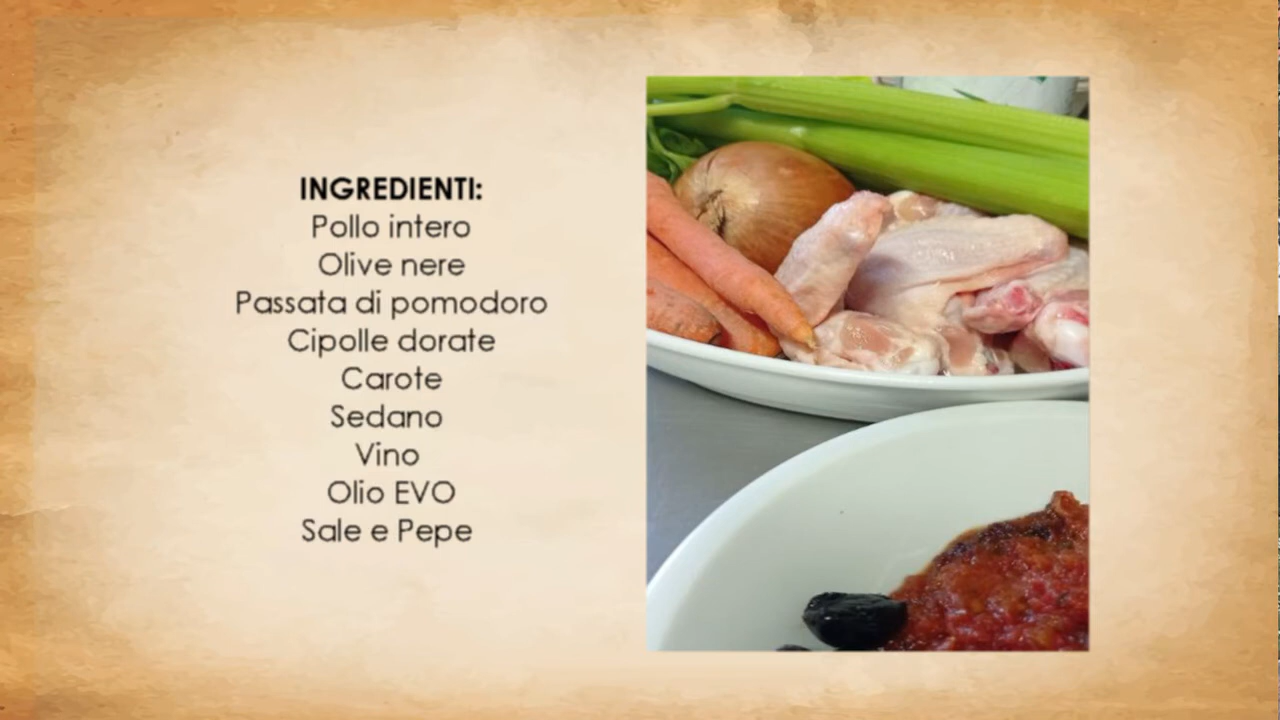 INGREDIENTI:
Pollo intero
Olive nere
Passata di pomodoro
Cipolle dorate
Carote
Sedano
Vino
Olio EVO
Sale e Pepe